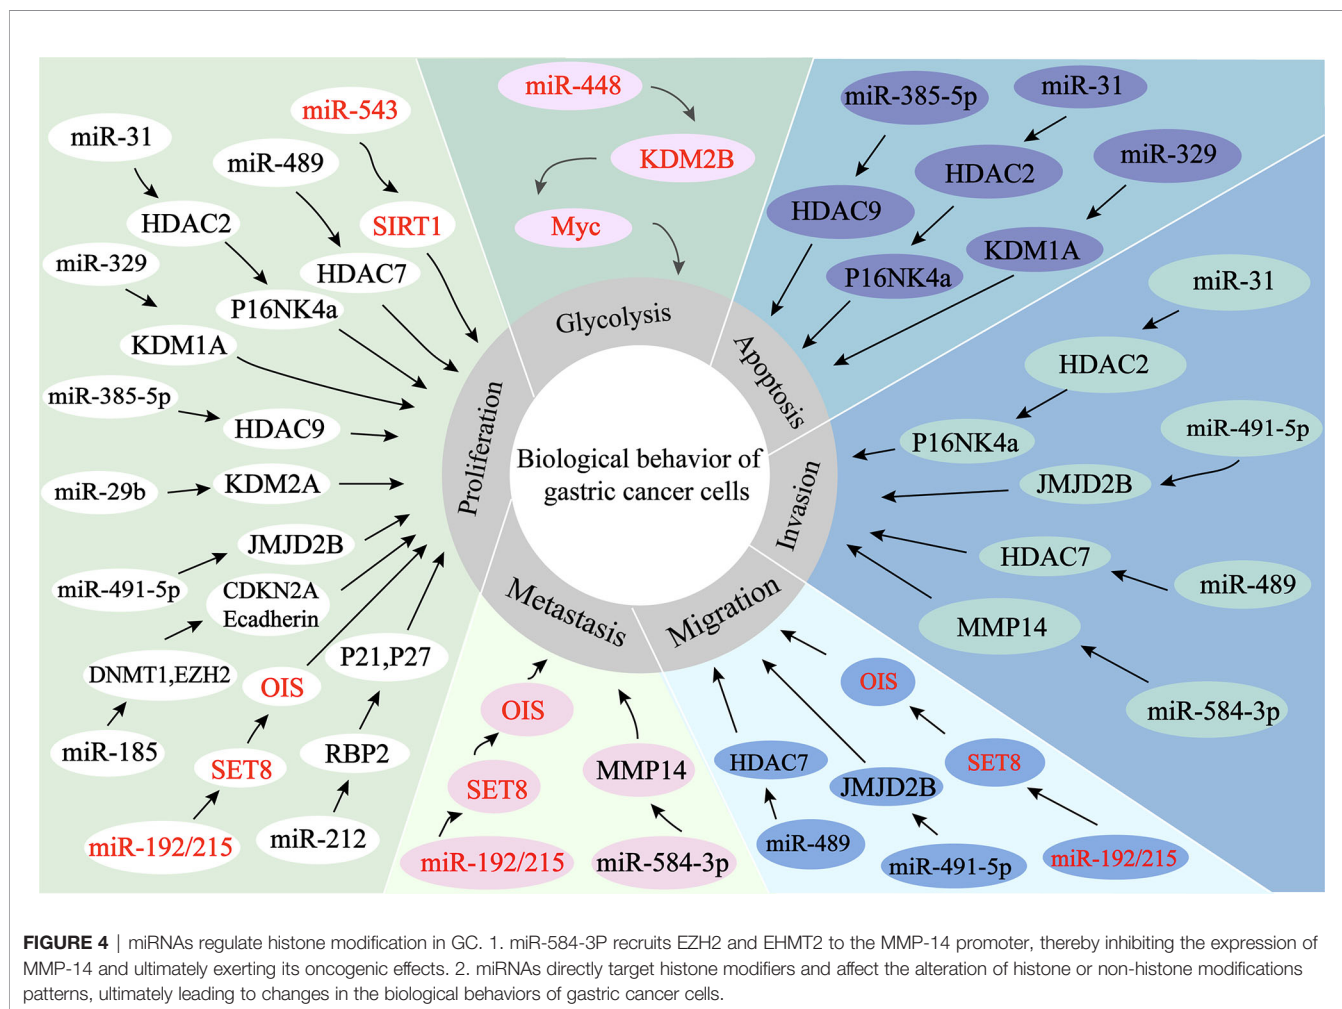 miR-543
miR-31
miR-489
HDAC2
SIRT1
miR-329
HDAC7
P16NK4a
KDM1A
miR-385-5p
HDAC9
miR-29b
KDM2A
JMJD2B
miR-491-5p
CDKN2A
Ecadherin
DNMT1,EZH2
P21,P27
OIS
miR-185
SET8
RBP2
miR-192/215
miR-212
miR-448
KDM2B
Myc
miR-385-5p
miR-31
miR-329
HDAC2
HDAC9
KDM1A
P16NK4a
miR-31
HDAC2
miR-491-5p
P16NK4a
JMJD2B
HDAC7
miR-489
MMP14
miR-584-3p
Glycolysis
Apoptosis
Invasion
Migration
Metastasis
Proliferation
Biological behavior of
gastric cancer cells
OIS
SET8
MMP14
miR-192/215
miR-584-3p
OIS
HDAC7
SET8
JMJD2B
miR-489
miR-491-5p
miR-192/215
FIGURE 4 | miRNAs regulate histone modification in GC. 1. miR-584-3P recruits EZH2 and EHMT2 to the MMP-14 promoter, thereby inhibiting the expression of
MMP-14 and ultimately exerting its oncogenic effects. 2. miRNAs directly target histone modifiers and affect the alteration of histone or non-histone modifications
patterns, ultimately leading to changes in the biological behaviors of gastric cancer cells.